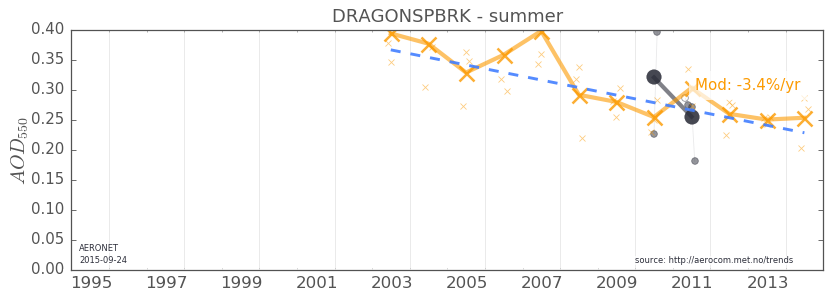 DRAGONSPBRK - summer
0.40
0.35
0.30
0.25
0.20
0.15
0.10
0.05
0.00
AOD550
Mod: -3.4%/yr
AERONET
2015-09-24
source: http://aerocom.met.no/trends
1995 1997 1999 2001 2003 2005 2007 2009 2011 2013